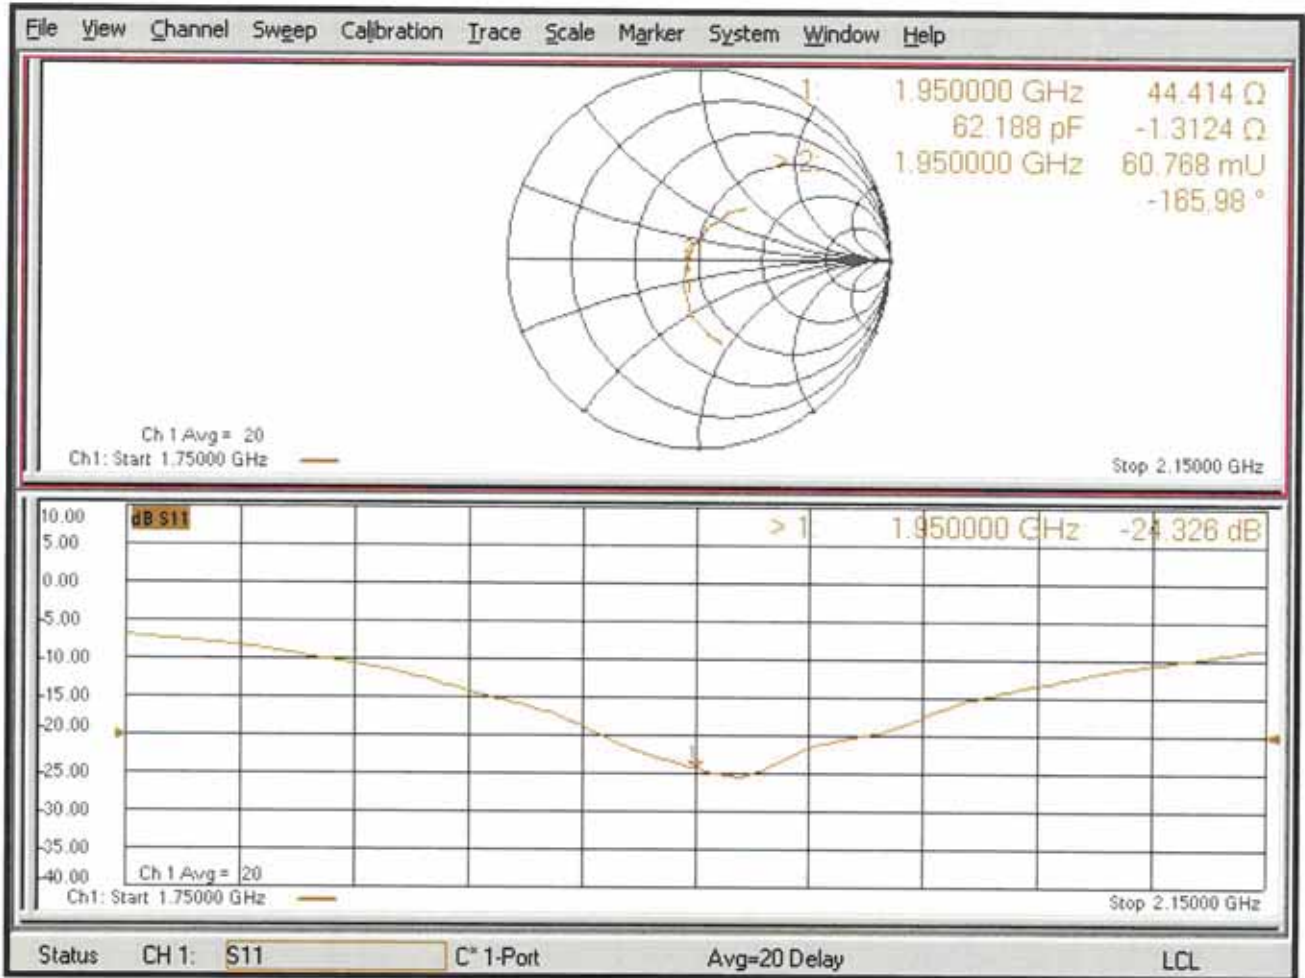 File View Channel Sweep Calibration Trace Scale Marker System Window Help
1: 1.950000 GHz 44.414 Ω
62.188 pF -1.3124 Ω
> 2: 1.950000 GHz 60.768 mU
-165.98 °
Ch 1 Avg = 20
Ch1: Start 1.75000 GHz
Stop 2.15000 GHz
10.00
dB S11
> 1: 1.950000 GHz -24.326 dB
5.00
0.00
-5.00
-10.00
-15.00
-20.00
-25.00
-30.00
-35.00
-40.00
1
Ch 1 Avg = 20
Ch1: Start 1.75000 GHz
Stop 2.15000 GHz
Status CH 1: S11 C* 1-Port Avg=20 Delay LCL